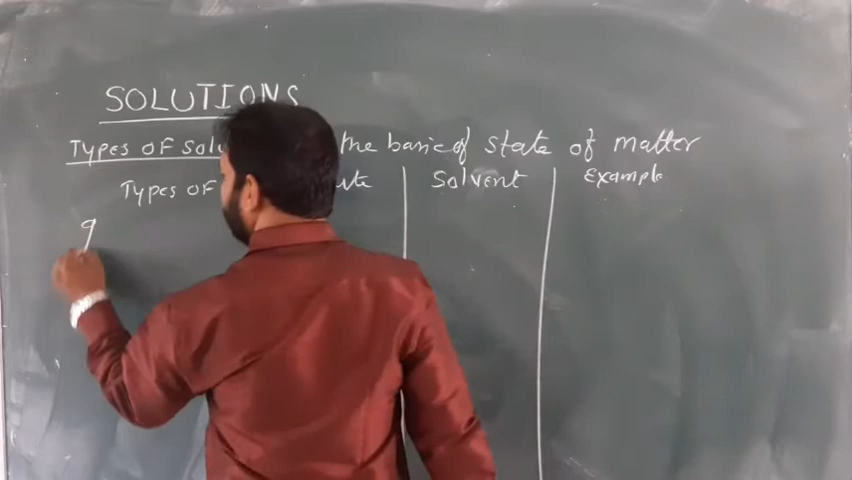 SOLUTIONS
TYPES OF the basic of state of matter
Types OF Solvent Example
g